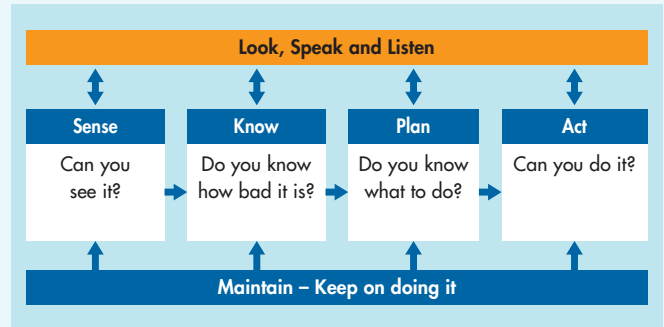 Look, Speak and Listen
Sense
Can you
see it?
Know
Do you know
how bad it is?
Plan
Do you know
what to do?
Act
Can you do it?
Maintain – Keep on doing it